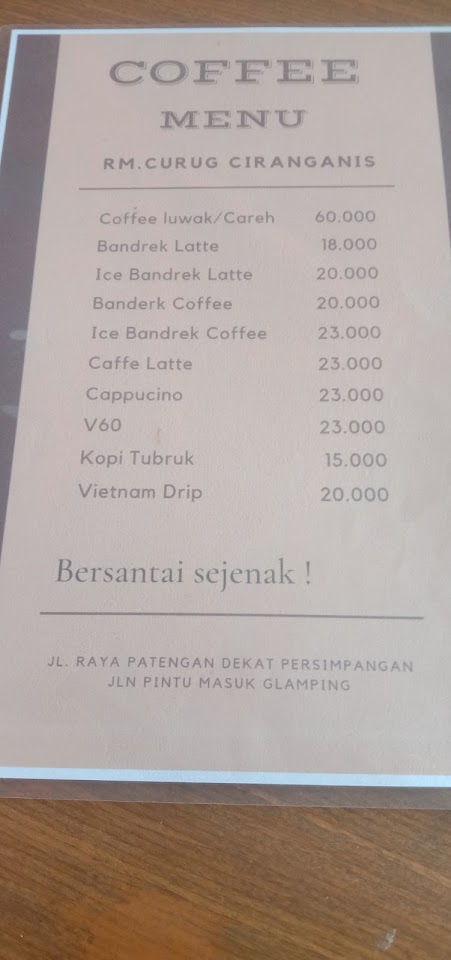 COFFEE
MENU
RM.CURUG CIRANGANIS
Coffee luwak/Careh 60.000
Bandrek Latte 18.000
Ice Bandrek Latte 20.000
Banderk Coffee 20.000
Ice Bandrek Coffee 23.000
Caffe Latte 23.000
Cappucino 23.000
V60 23.000
Kopi Tubruk 15.000
Vietnam Drip 20.000
Bersantai sejenak !
JL. RAYA PATENGAN DEKAT PERSIMPANGAN
JLN PINTU MASUK GLAMPING